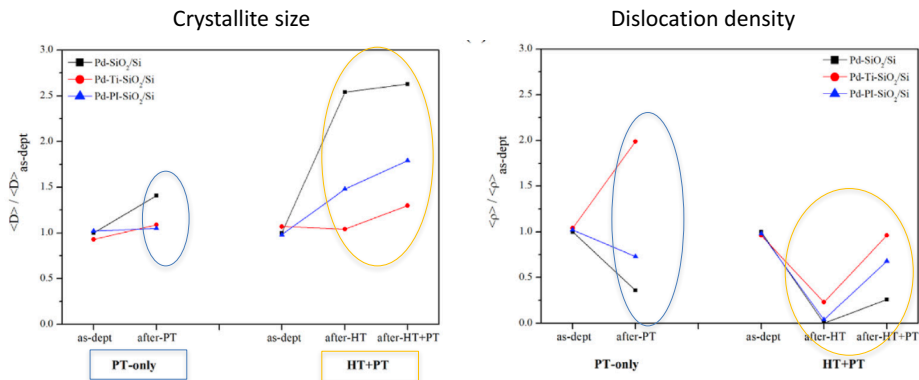 Crystallite size
Dislocation density
3.0
2.5
2.0
1.5
1.0
0.5
0.0
<D> / <D>as-dept
Pd-SiO₂/Si
Pd-Ti-SiO₂/Si
Pd-PI-SiO₂/Si
as-dept
after-PT
as-dept
after-HT
after-HT+PT
PT-only
HT+PT
3.0
2.5
2.0
1.5
1.0
0.5
0.0
<ρ> / <ρ>as-dept
Pd-SiO₂/Si
Pd-Ti-SiO₂/Si
Pd-PI-SiO₂/Si
as-dept
after-PT
as-dept
after-HT
after-HT+PT
PT-only
HT+PT